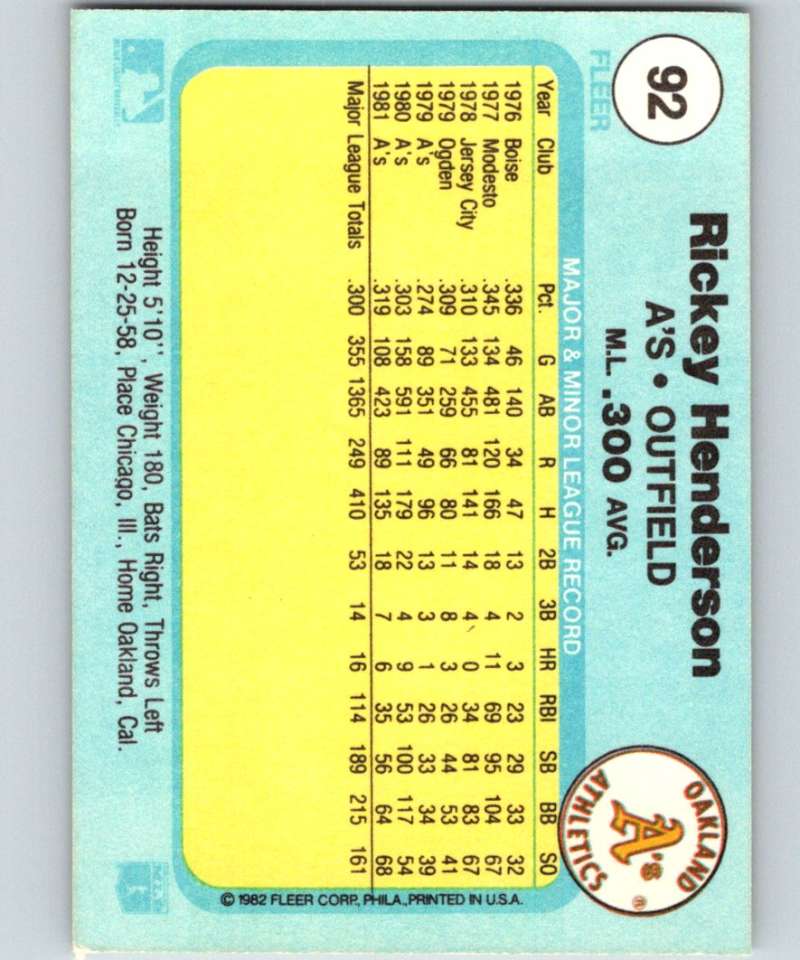 92
FLEER
Rickey Henderson
A'S • OUTFIELD
M.L. .300 AVG.
OAKLAND
A's
ATHLETICS
®
MAJOR & MINOR LEAGUE RECORD
Year Club Pct. G AB R H 2B 3B HR RBI SB BB SO
1976 Boise .336 46 140 34 47 13 2 3 23 29 33 32
1977 Modesto .345 134 481 120 166 18 4 11 69 95 104 67
1978 Jersey City .310 133 455 81 141 14 4 0 34 81 83 67
1979 Ogden .309 71 259 66 80 11 8 3 26 44 53 41
1979 A's .274 89 351 49 96 13 3 1 26 33 34 39
1980 A's .303 158 591 111 179 22 4 9 53 100 117 54
1981 A's .319 108 423 89 135 18 7 6 35 56 64 68
Major League Totals .300 355 1365 249 410 53 14 16 114 189 215 161
© 1982 FLEER CORP., PHILA., PRINTED IN U.S.A.
Height 5'10'', Weight 180, Bats Right, Throws Left
Born 12-25-58, Place Chicago, Ill., Home Oakland, Cal.